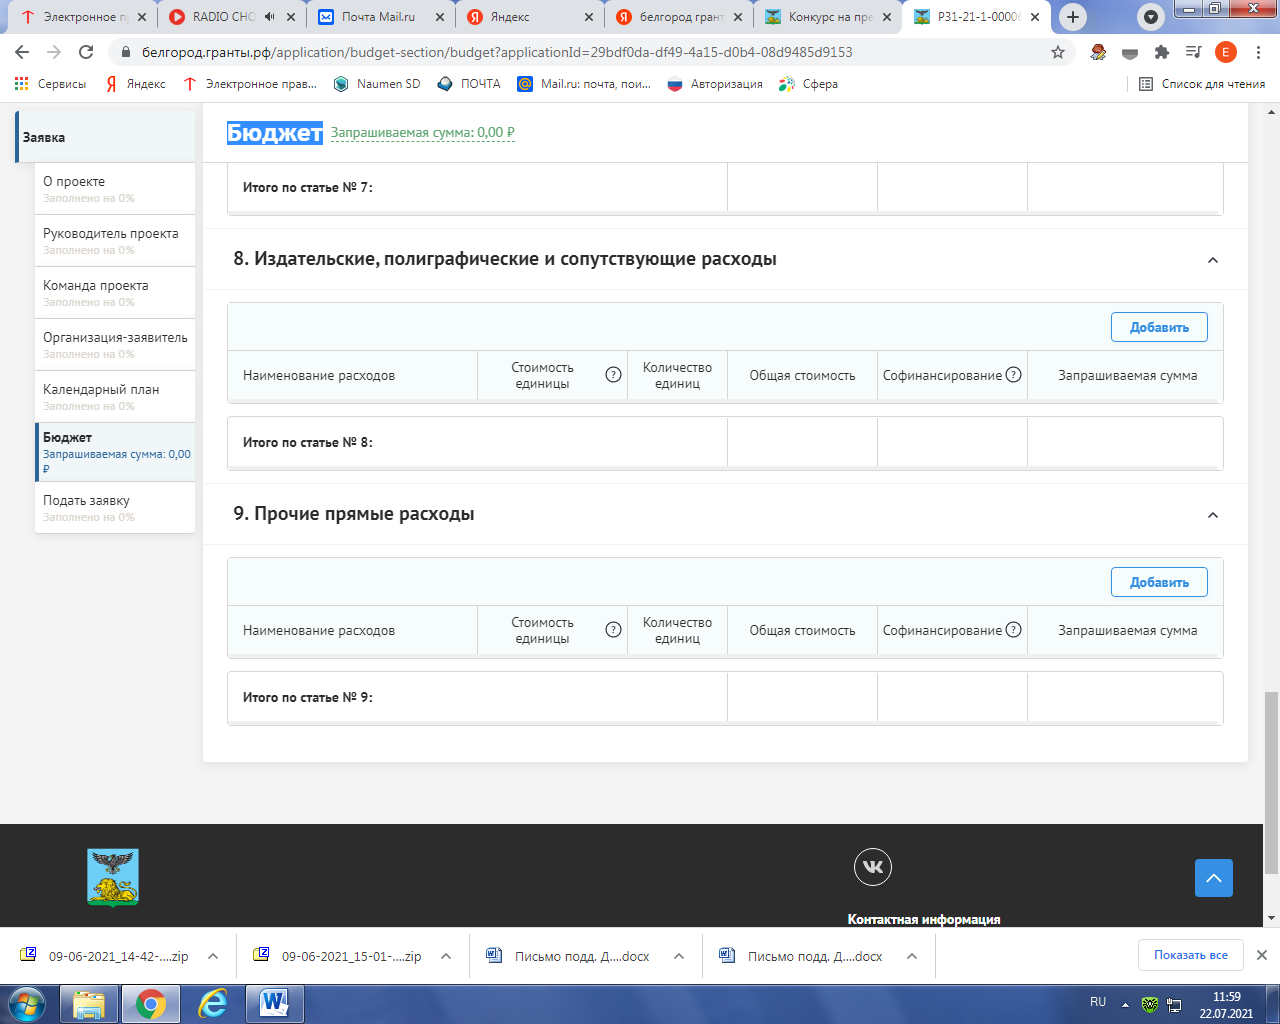 Электронное п
RADIO CHO
Почта Mail.ru
Яндекс
белгород грант
Конкурс на пре
Р31-21-1-00006
белгород.гранты.рф/application/budget-section/budget?applicationId=29bdf0da-df49-4a15-d0b4-08d9485d9153
E
Сервисы
Яндекс
Электронное прав...
Naumen SD
ПОЧТА
Mail.ru: почта, пои...
Авторизация
Сфера
Список для чтения
Заявка
О проекте
Заполнено на 0%
Руководитель проекта
Заполнено на 0%
Команда проекта
Заполнено на 0%
Организация-заявитель
Заполнено на 0%
Календарный план
Заполнено на 0%
Бюджет
Запрашиваемая сумма: 0,00
₽
Подать заявку
Заполнено на 0%
Бюджет Запрашиваемая сумма: 0,00 ₽
Итого по статье № 7:
8. Издательские, полиграфические и сопутствующие расходы
Добавить
Наименование расходов
Стоимость
единицы
?
Количество
единиц
Общая стоимость
Софинансирование ?
Запрашиваемая сумма
Итого по статье № 8:
9. Прочие прямые расходы
Добавить
Наименование расходов
Стоимость
единицы
?
Количество
единиц
Общая стоимость
Софинансирование ?
Запрашиваемая сумма
Итого по статье № 9:
Контактная информация
09-06-2021_14-42-....zip
09-06-2021_15-01-....zip
Письмо подд. Д....docx
Письмо подд. Д....docx
Показать все
RU
11:59
22.07.2021